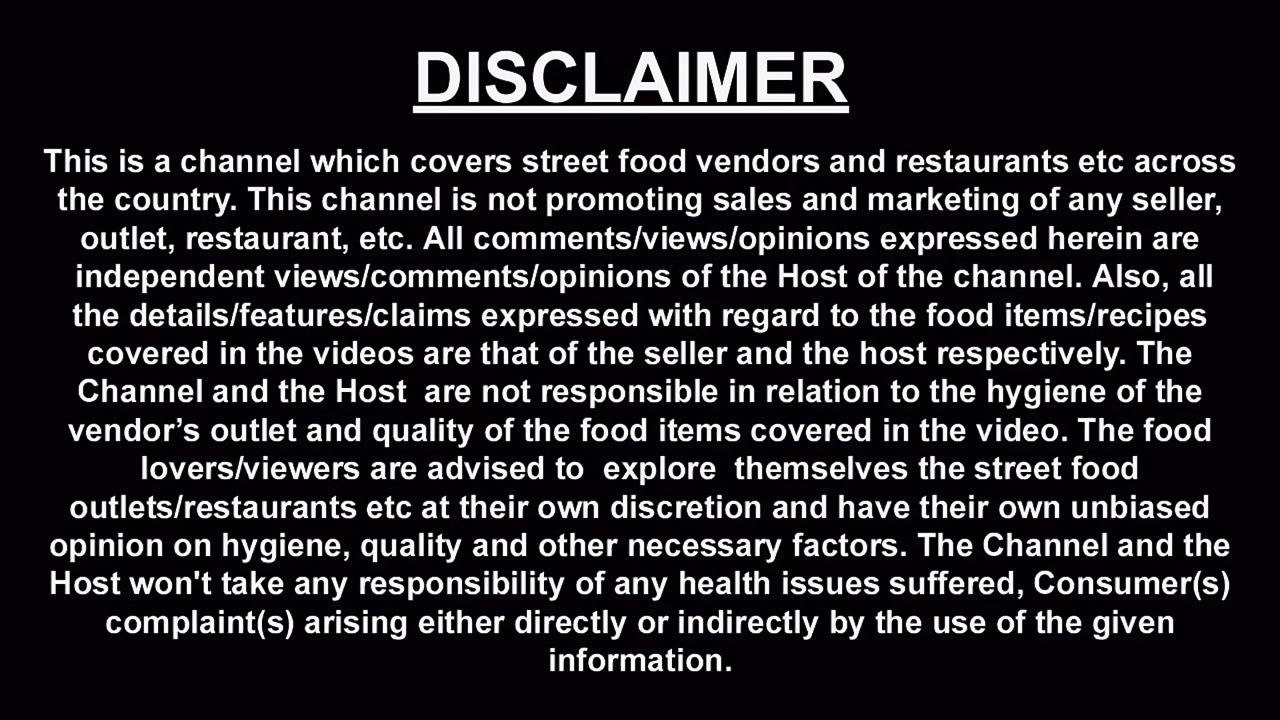 DISCLAIMER
This is a channel which covers street food vendors and restaurants etc across
the country. This channel is not promoting sales and marketing of any seller,
outlet, restaurant, etc. All comments/views/opinions expressed herein are
independent views/comments/opinions of the Host of the channel. Also, all
the details/features/claims expressed with regard to the food items/recipes
covered in the videos are that of the seller and the host respectively. The
Channel and the Host  are not responsible in relation to the hygiene of the
vendor’s outlet and quality of the food items covered in the video. The food
lovers/viewers are advised to  explore  themselves the street food
outlets/restaurants etc at their own discretion and have their own unbiased
opinion on hygiene, quality and other necessary factors. The Channel and the
Host won't take any responsibility of any health issues suffered, Consumer(s)
complaint(s) arising either directly or indirectly by the use of the given
information.